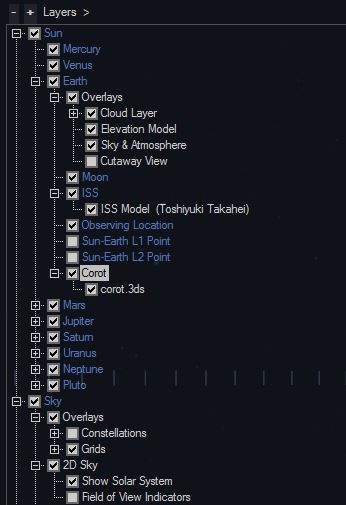 - + Layers >
Sun
Mercury
Venus
Earth
Overlays
Cloud Layer
Elevation Model
Sky & Atmosphere
Cutaway View
Moon
ISS
ISS Model (Toshiyuki Takahei)
Observing Location
Sun-Earth L1 Point
Sun-Earth L2 Point
Corot
corot.3ds
Mars
Jupiter
Saturn
Uranus
Neptune
Pluto
Sky
Overlays
Constellations
Grids
2D Sky
Show Solar System
Field of View Indicators